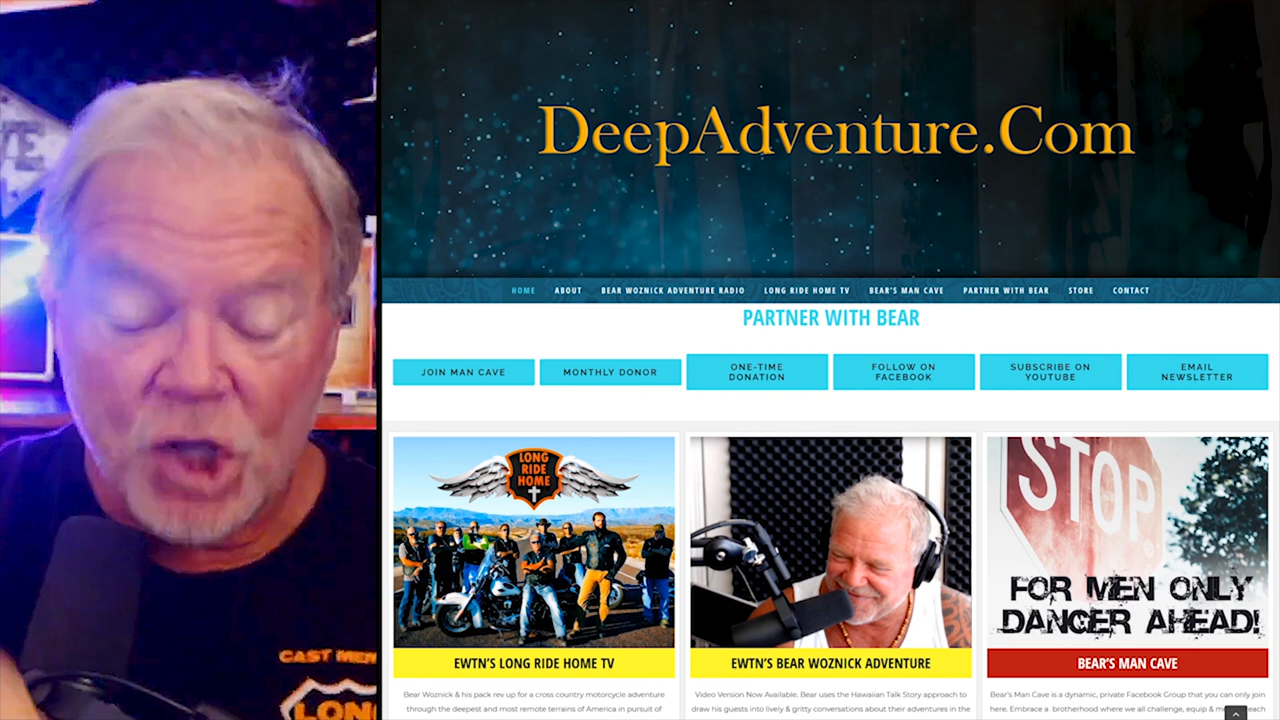 DeepAdventure.Com
HOME ABOUT BEAR WOZNICK ADVENTURE RADIO LONG RIDE HOME TV BEAR'S MAN CAVE PARTNER WITH BEAR STORE CONTACT
PARTNER WITH BEAR
JOIN MAN CAVE
MONTHLY DONOR
ONE-TIME
DONATION
FOLLOW ON
FACEBOOK
SUBSCRIBE ON
YOUTUBE
EMAIL
NEWSLETTER
LONG
RIDE
HOME
STOP
FOR MEN ONLY
DANGER AHEAD!
EWTN'S LONG RIDE HOME TV
EWTN'S BEAR WOZNICK ADVENTURE
BEAR'S MAN CAVE
Bear Woznick & his pack rev up for a cross country motorcycle adventure
through the deepest and most remote terrains of America in pursuit of
Video Version Now Available. Bear uses the Hawaiian Talk Story approach to
draw his guests into lively & gritty conversations about their adventures in the
Bear's Man Cave is a dynamic, private Facebook Group that you can only join
here. Embrace a brotherhood where we all challenge, equip &
CAST MEN
LON